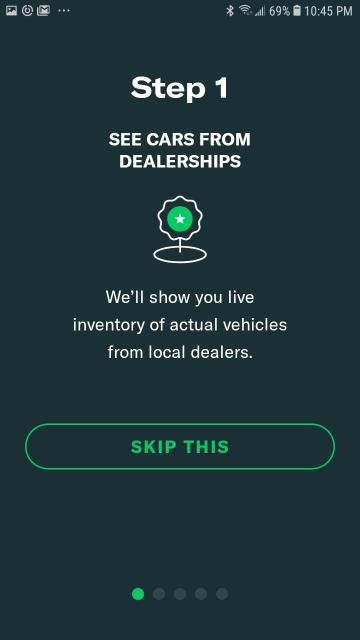 69% 10:45 PM
Step 1
SEE CARS FROM
DEALERSHIPS
We'll show you live
inventory of actual vehicles
from local dealers.
SKIP THIS